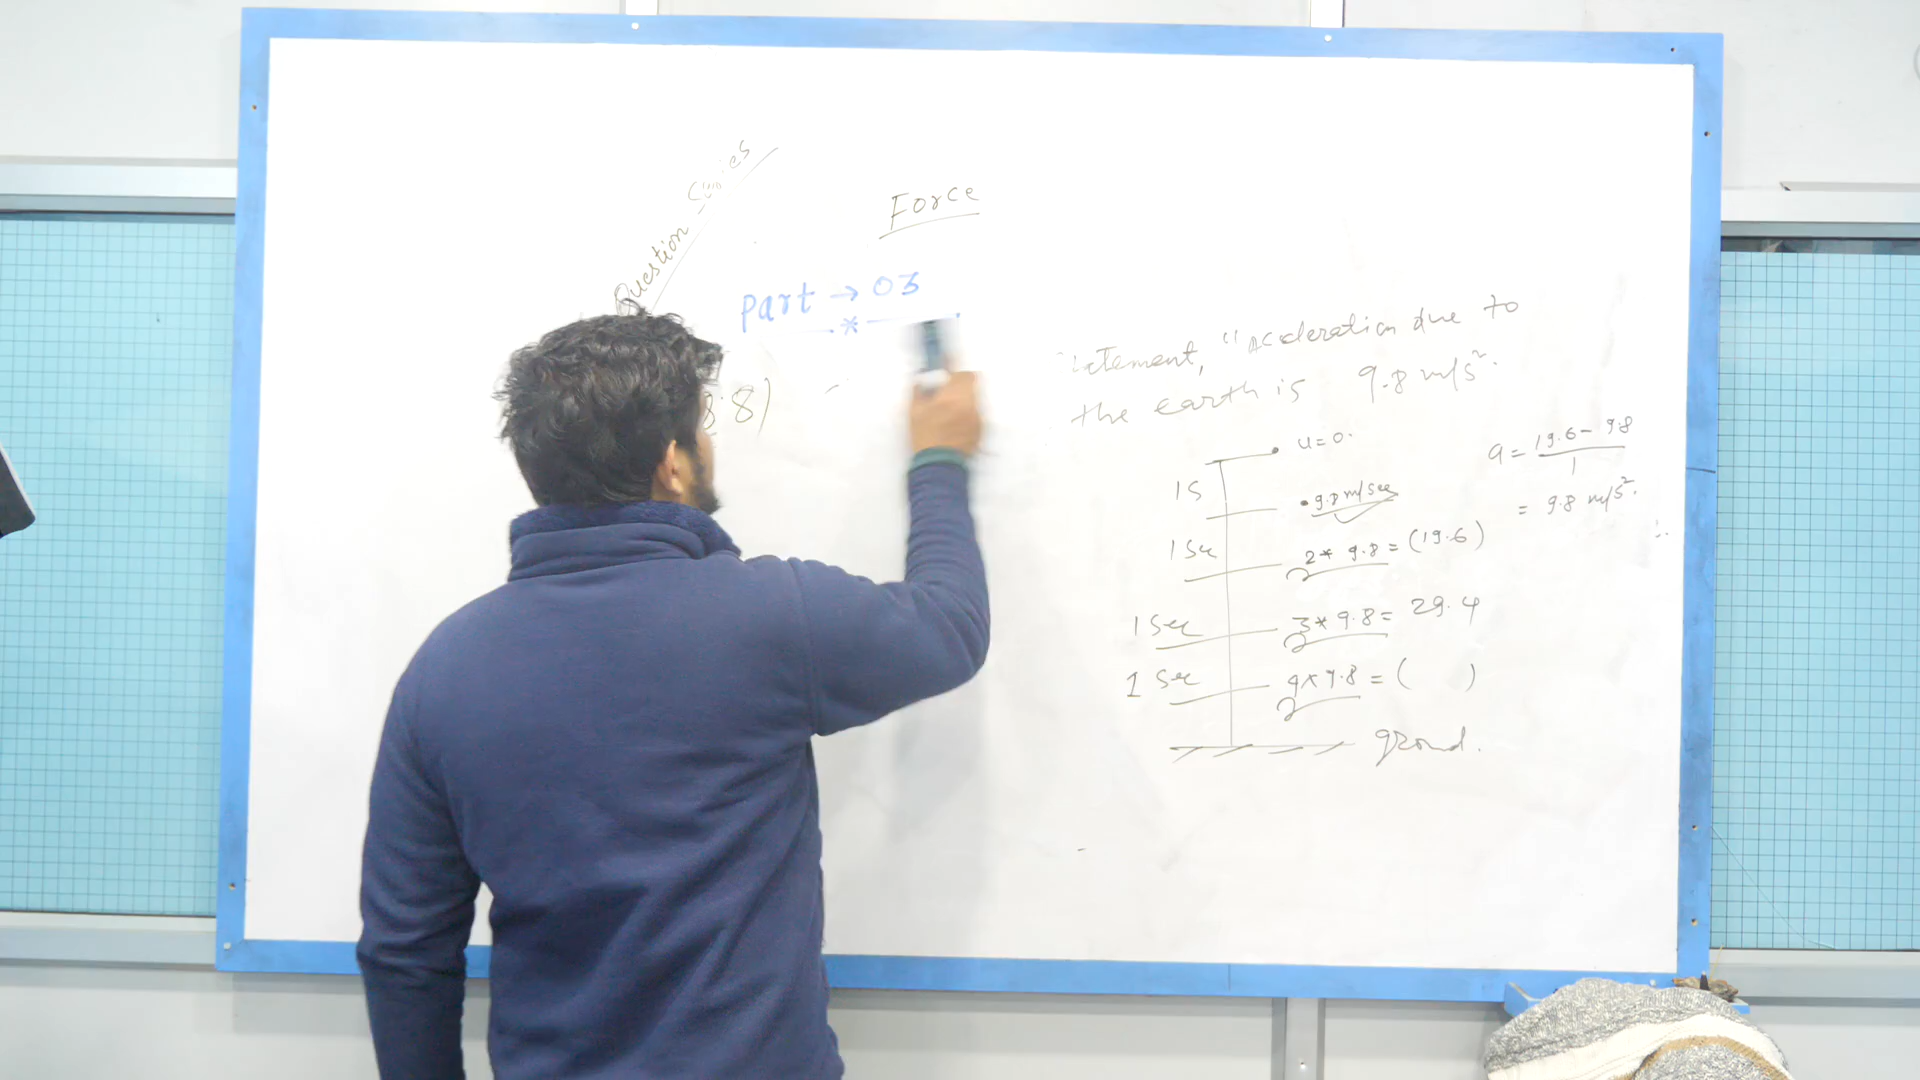 Question Series
Force
Part → 03
*
8)
"Acceleration due to
the earth is 9.8 m/s².
u=0.
1S
9.8 m/sec
1 Sec
2* 9.8 = (19.6)
1 Sec
3* 9.8 = 29.4
1 Sec
4×9.8 = ( )
ground.
a = 19.6 - 9.8
1
= 9.8 m/s².